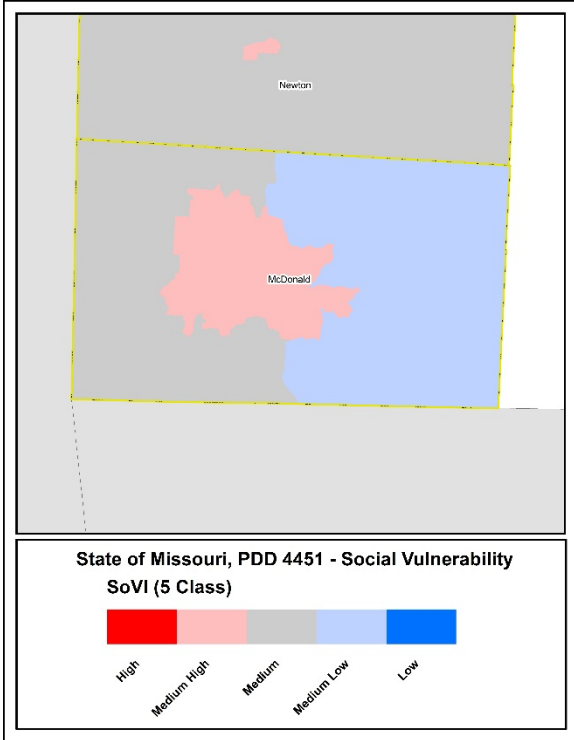 Newton
McDonald
State of Missouri, PDD 4451 - Social Vulnerability
SoVI (5 Class)
High
Medium High
Medium
Medium Low
Low